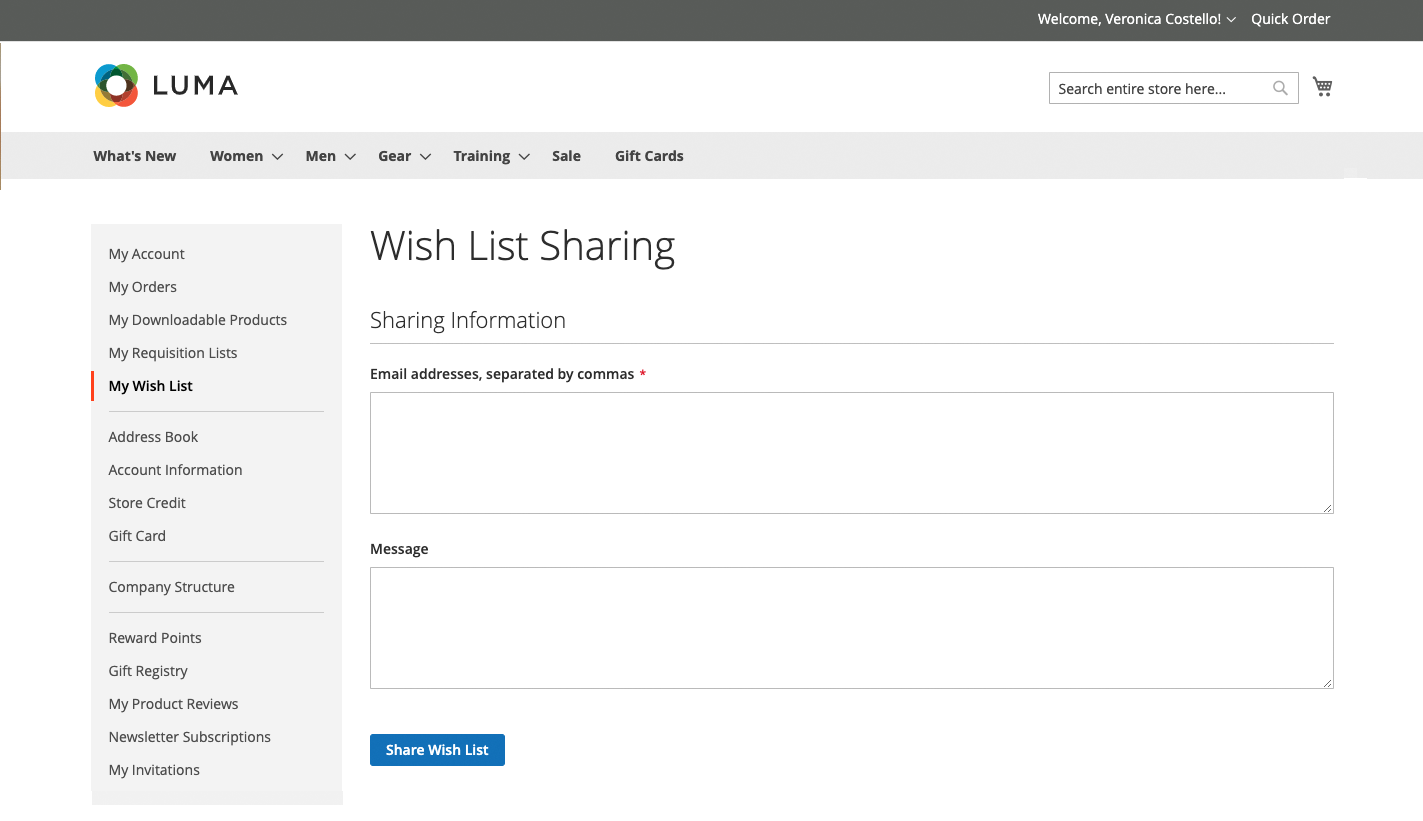 Welcome, Veronica Costello! Quick Order
LUMA
Search entire store here...
What's New Women Men Gear Training Sale Gift Cards
My Account
My Orders
My Downloadable Products
My Requisition Lists
My Wish List
Address Book
Account Information
Store Credit
Gift Card
Company Structure
Reward Points
Gift Registry
My Product Reviews
Newsletter Subscriptions
My Invitations
Wish List Sharing
Sharing Information
Email addresses, separated by commas *
Message
Share Wish List